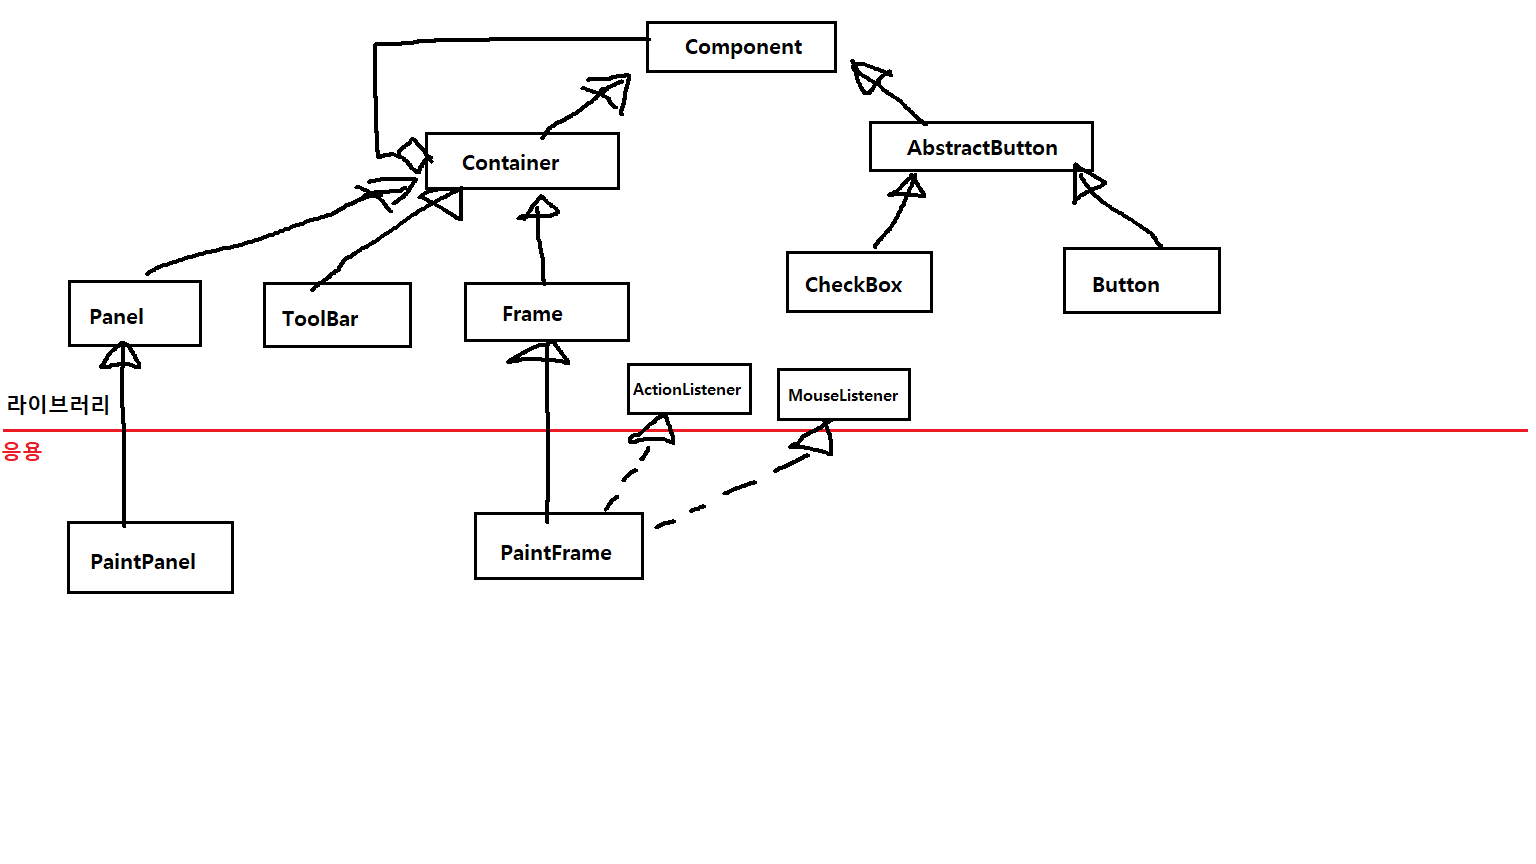 Component
AbstractButton
Container
CheckBox
Button
Panel
ToolBar
Frame
ActionListener
MouseListener
라이브러리
응용
PaintPanel
PaintFrame